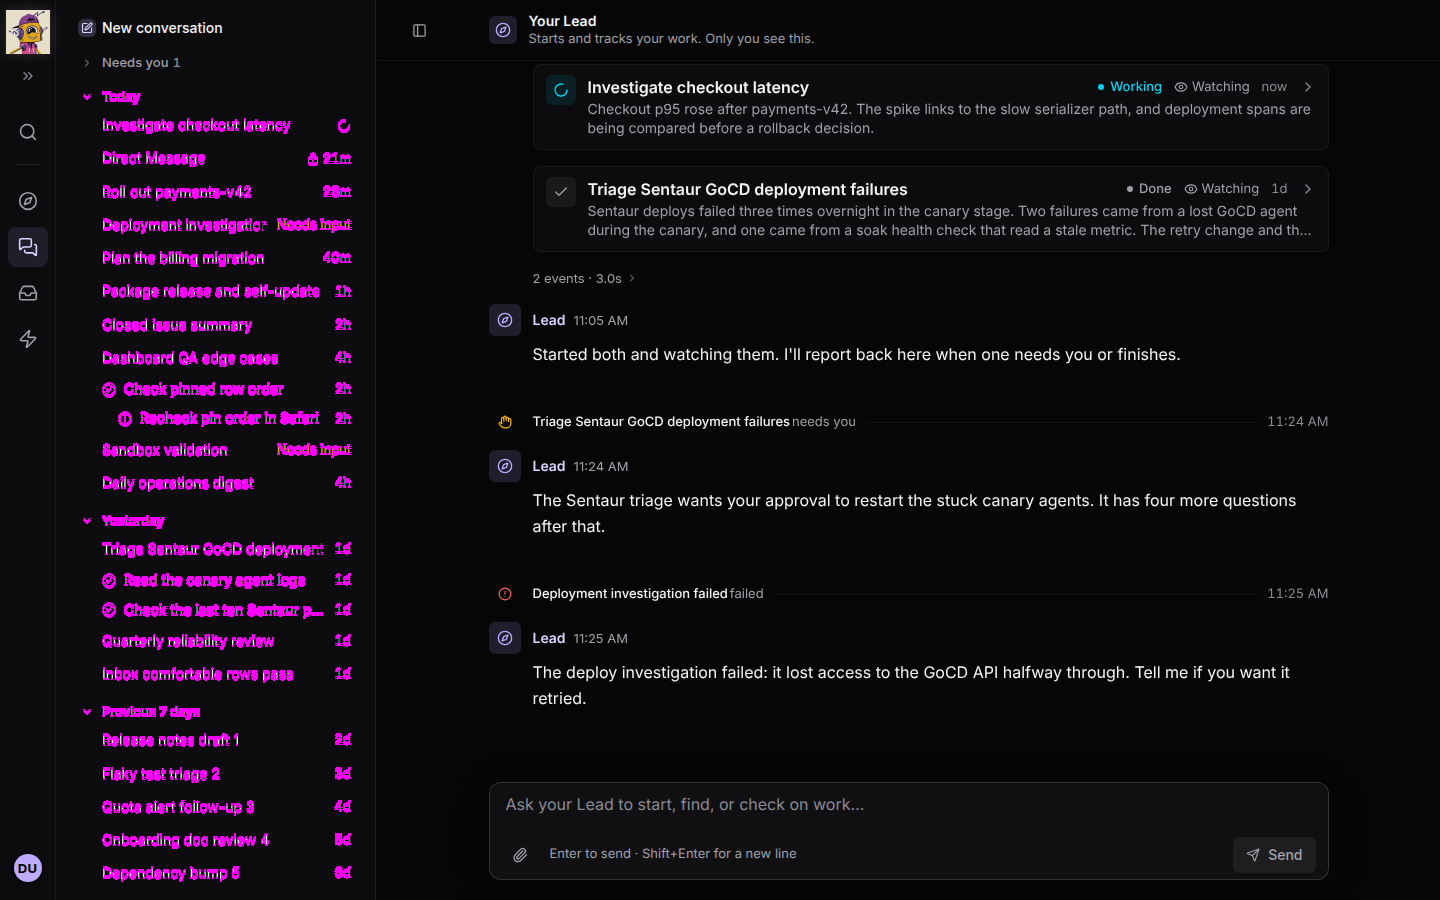 New conversation
Needs you 1
Today
Investigate checkout latency
Direct Message 21m
Roll out payments-v42
Deployment investigation Needs input
Plan the billing migration 40m
Package release and self-update 1h
Closed issue summary 2h
Dashboard QA edge cases 4h
Check pinned row order 2h
Recheck pin order in Safari 2h
Sandbox validation Needs input
Daily operations digest 4h
Yesterday
Triage Sentaur GoCD deployment 1d
Read the canary agent logs 1d
Check the last ten Sentaur p... 1d
Quarterly reliability review 1d
Inbox comfortable rows pass 1d
Previous 7 days
Release notes draft 1 2d
Flaky test triage 2 3d
Quota alert follow-up 3 4d
Onboarding doc review 4 5d
Dependency bump 5 6d
DU
Your Lead
Starts and tracks your work. Only you see this.
Investigate checkout latency Working Watching now
Checkout p95 rose after payments-v42. The spike links to the slow serializer path, and deployment spans are
being compared before a rollback decision.
Triage Sentaur GoCD deployment failures Done Watching 1d
Sentaur deploys failed three times overnight in the canary stage. Two failures came from a lost GoCD agent
during the canary, and one came from a soak health check that read a stale metric. The retry change and th...
2 events · 3.0s
Lead 11:05 AM
Started both and watching them. I'll report back here when one needs you or finishes.
Triage Sentaur GoCD deployment failures needs you 11:24 AM
Lead 11:24 AM
The Sentaur triage wants your approval to restart the stuck canary agents. It has four more questions
after that.
Deployment investigation failed failed 11:25 AM
Lead 11:25 AM
The deploy investigation failed: it lost access to the GoCD API halfway through. Tell me if you want it
retried.
Ask your Lead to start, find, or check on work...
Enter to send · Shift+Enter for a new line
Send